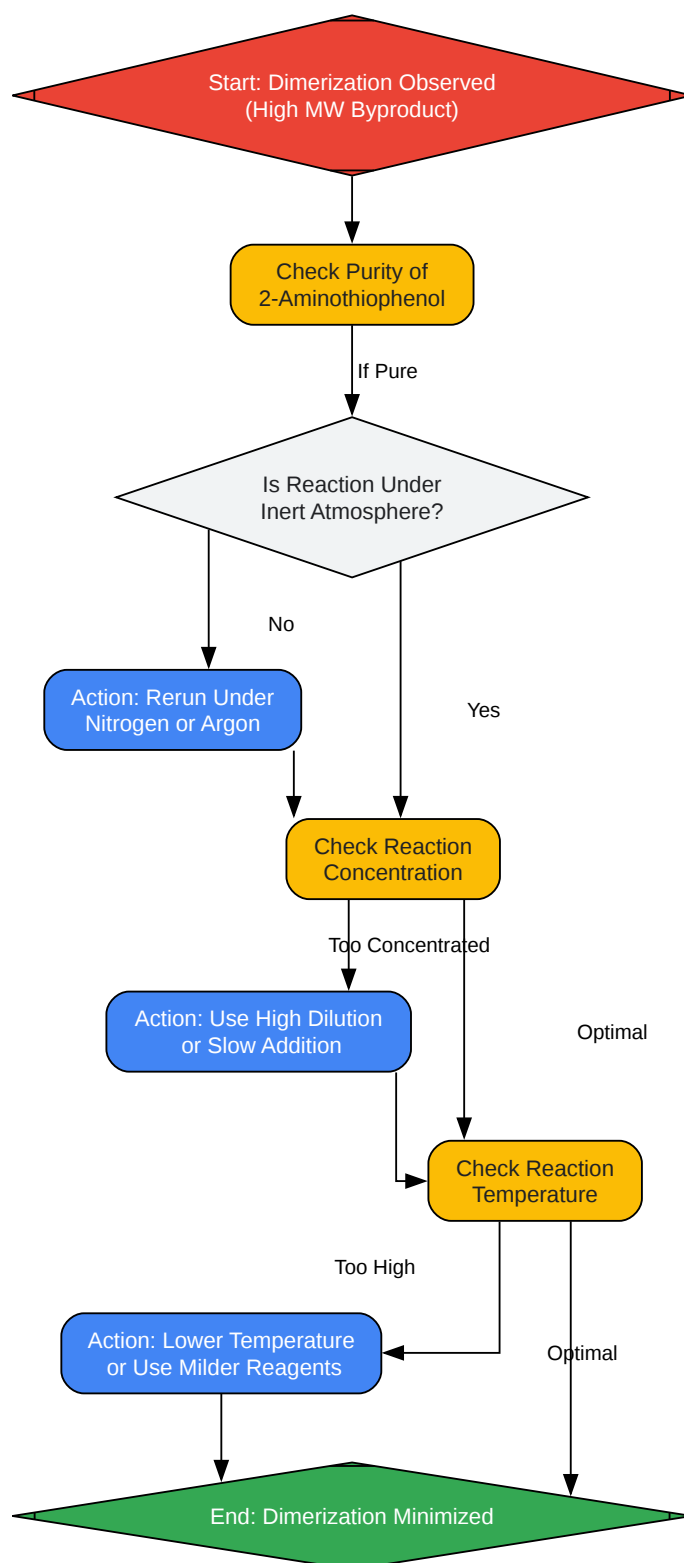 Start: Dimerization Observed
(High MW Byproduct)
Check Purity of
2-Aminothiophenol
If Pure
Is Reaction Under
Inert Atmosphere?
No
Action: Rerun Under
Nitrogen or Argon
Yes
Check Reaction
Concentration
Too Concentrated
Action: Use High Dilution
or Slow Addition
Optimal
Check Reaction
Temperature
Too High
Action: Lower Temperature
or Use Milder Reagents
Optimal
End: Dimerization Minimized